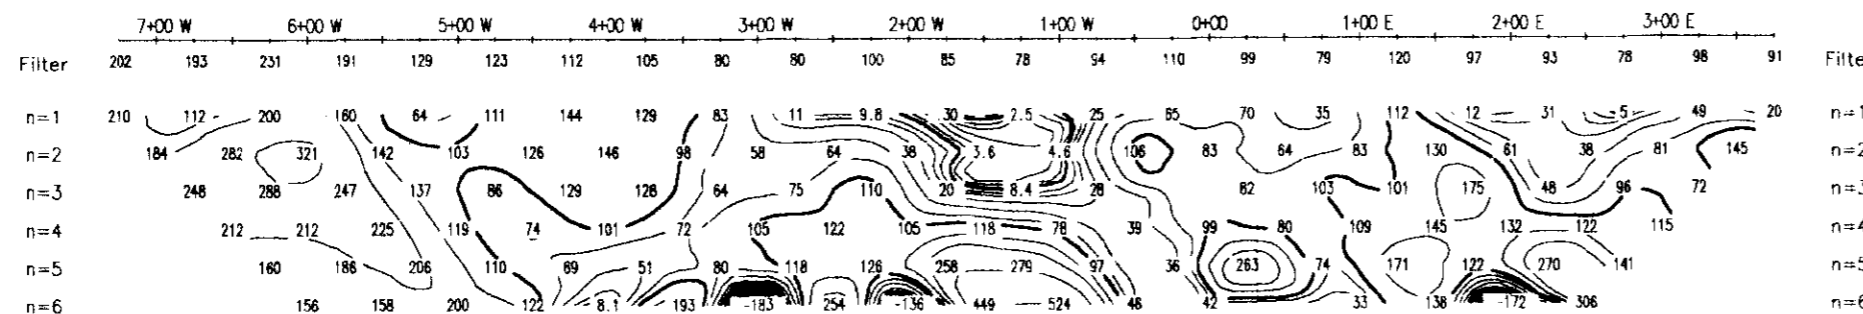 7+00 W 6+00 W 5+00 W 4+00 W 3+00 W 2+00 W 1+00 W 0+00 1+00 E 2+00 E 3+00 E
Filter 202 193 231 191 129 123 112 105 80 80 100 85 78 94 110 99 79 120 97 93 78 98 91 Filte
n=1 210 112 200 160 64 111 144 129 83 11 9.8 30 2.5 25 65 70 35 112 12 31 5 49 20 n=1
n=2 184 282 321 142 103 126 146 98 58 64 38 3.6 4.6 106 83 64 83 130 61 38 81 145 n=2
n=3 248 288 247 137 86 129 128 64 75 110 20 8.4 28 82 103 101 175 48 96 72 n=3
n=4 212 212 225 119 74 101 72 105 122 105 118 78 39 99 80 109 145 132 122 115 n=4
n=5 160 186 206 110 69 51 80 118 126 258 279 97 36 263 74 171 122 270 141 n=5
n=6 156 158 200 122 8.1 193 -183 254 -136 449 524 48 42 33 138 -172 306 n=6